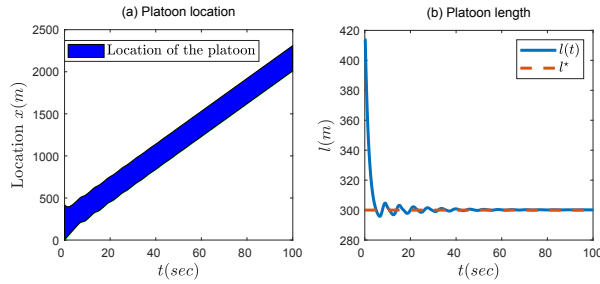 (a) Platoon location
2500
2000
1500
1000
500
0
Location x(m)
Location of the platoon
0 20 40 60 80 100
t(sec)
(b) Platoon length
420
400
380
360
340
320
300
280
l(m)
l(t)
l*
0 20 40 60 80 100
t(sec)